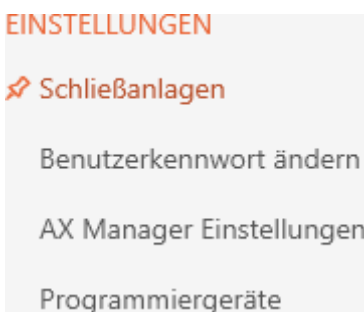 EINSTELLUNGEN
Schließanlagen
Benutzerkennwort ändern
AX Manager Einstellungen
Programmiergeräte